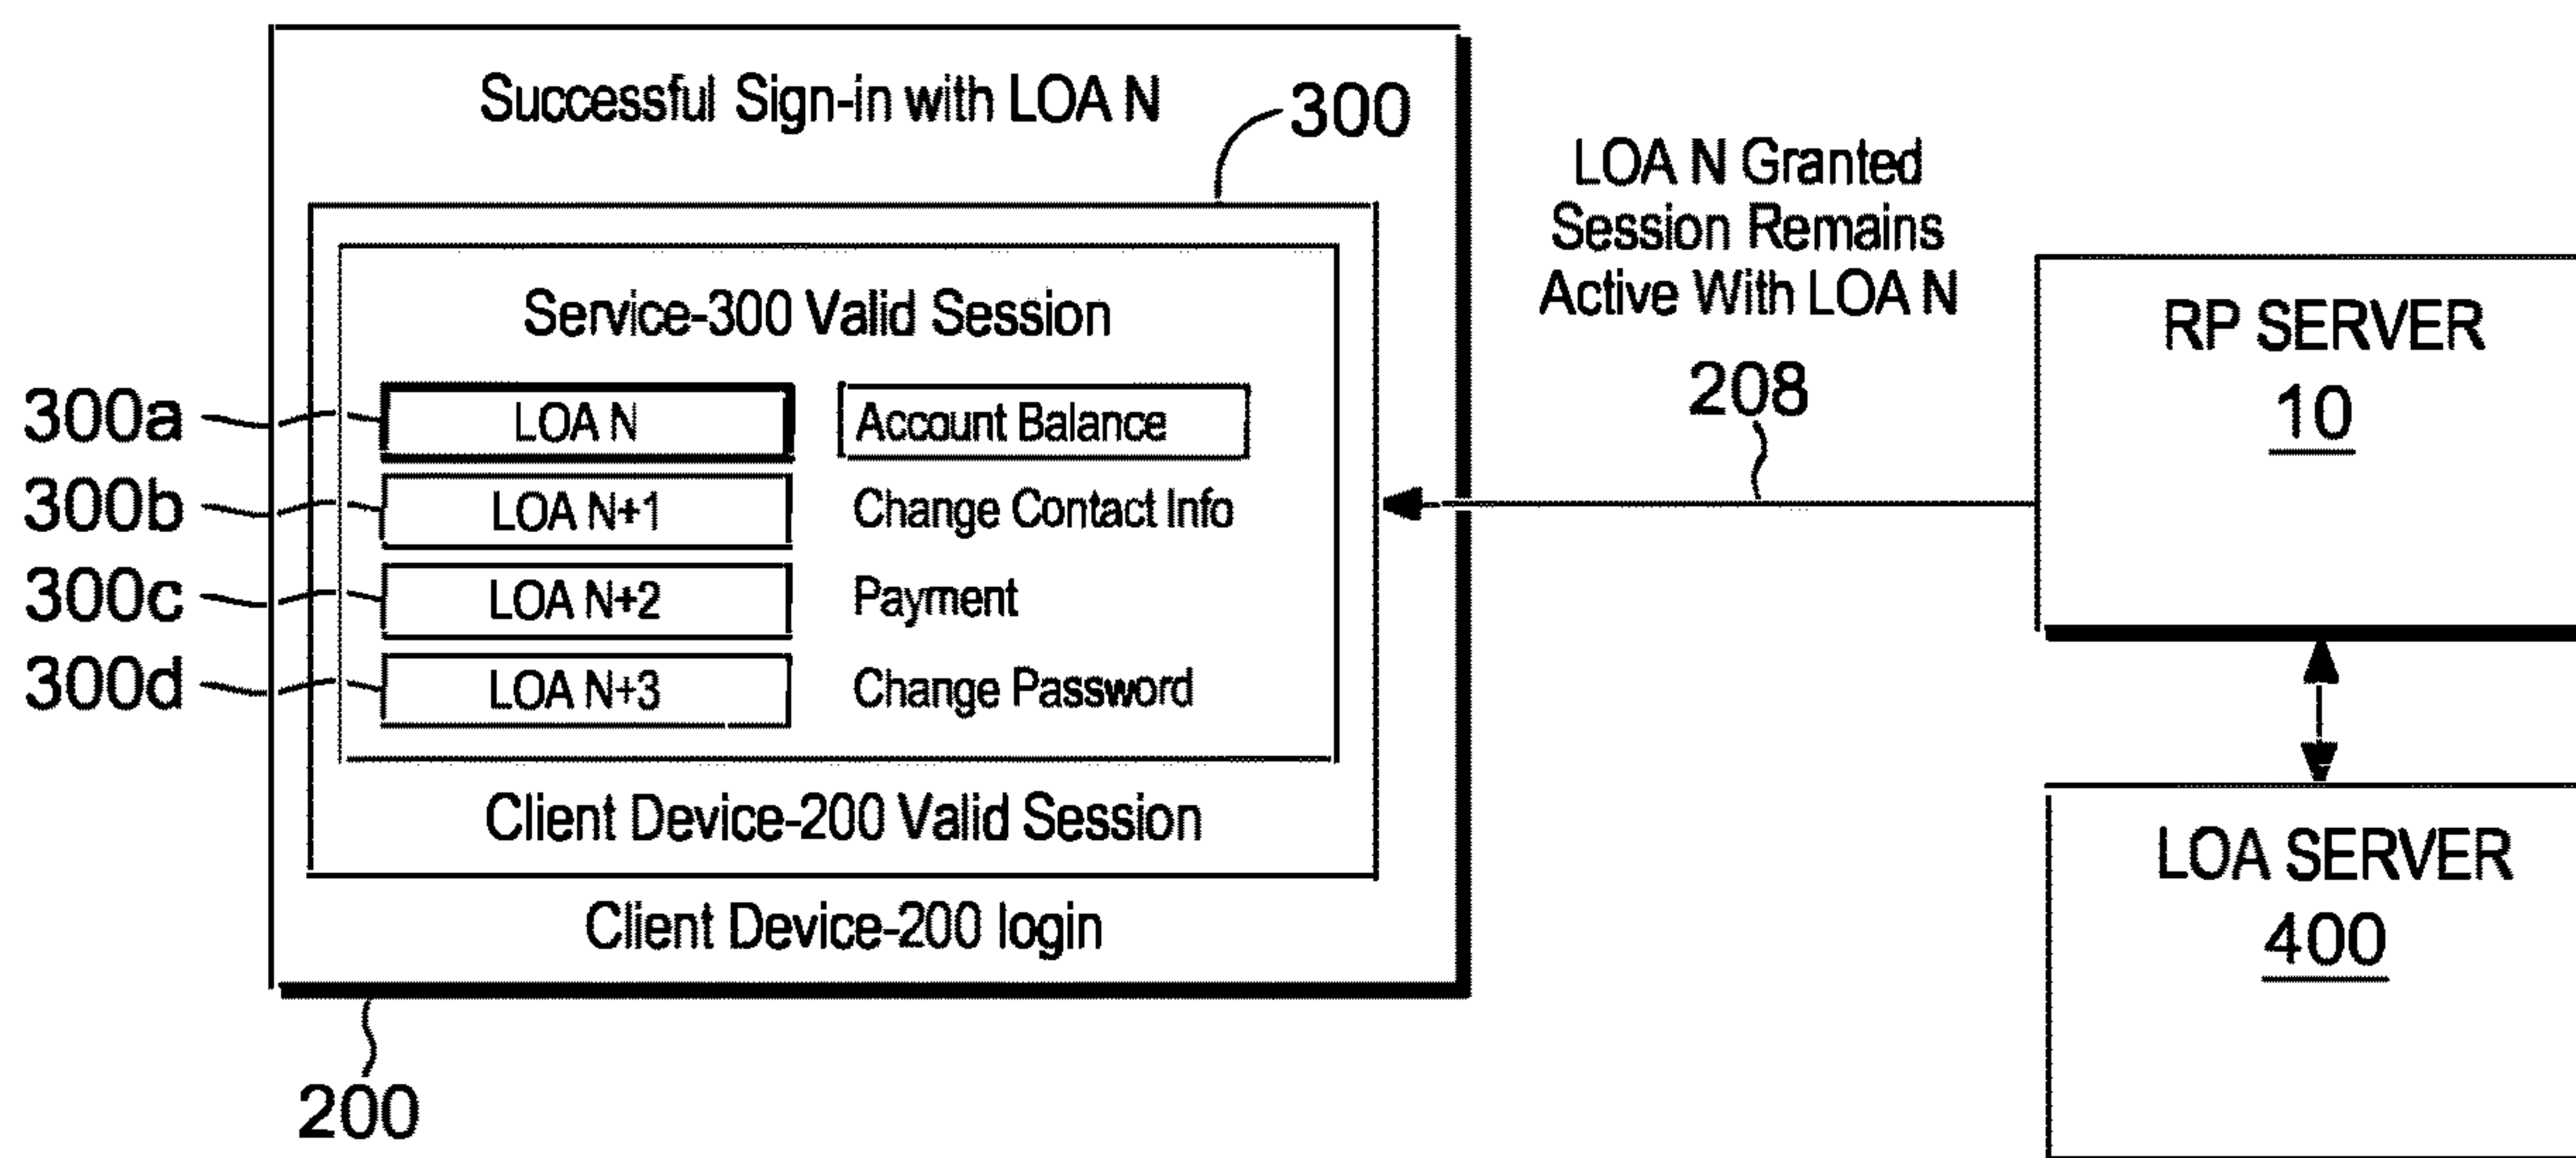 Successful Sign-in with LOA N
300
Service-300 Valid Session
300a
LOA N
Account Balance
300b
LOA N+1
Change Contact Info
300c
LOA N+2
Payment
300d
LOA N+3
Change Password
Client Device-200 Valid Session
Client Device-200 login
200
LOA N Granted
Session Remains
Active With LOA N
208
RP SERVER
10
LOA SERVER
400